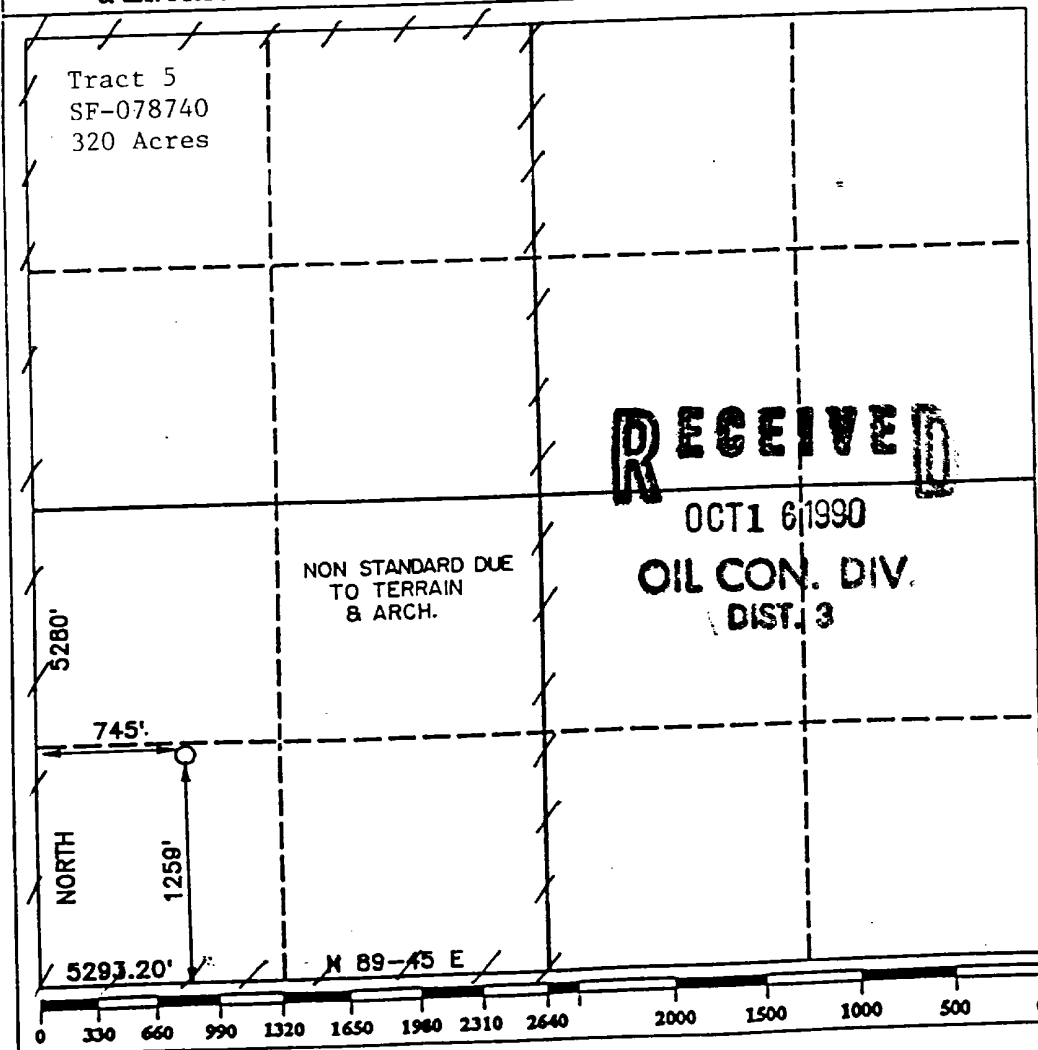 Tract 5
SF-078740
320 Acres
RECEIVED
OCT 1 6 1990
OIL CON. DIV.
DIST. 3
NON STANDARD DUE
TO TERRAIN
& ARCH.
5280'
745'
NORTH
1259'
5293.20'
N 89-45 E
0 330 660 990 1320 1650 1980 2310 2640 2000 1500 1000 500